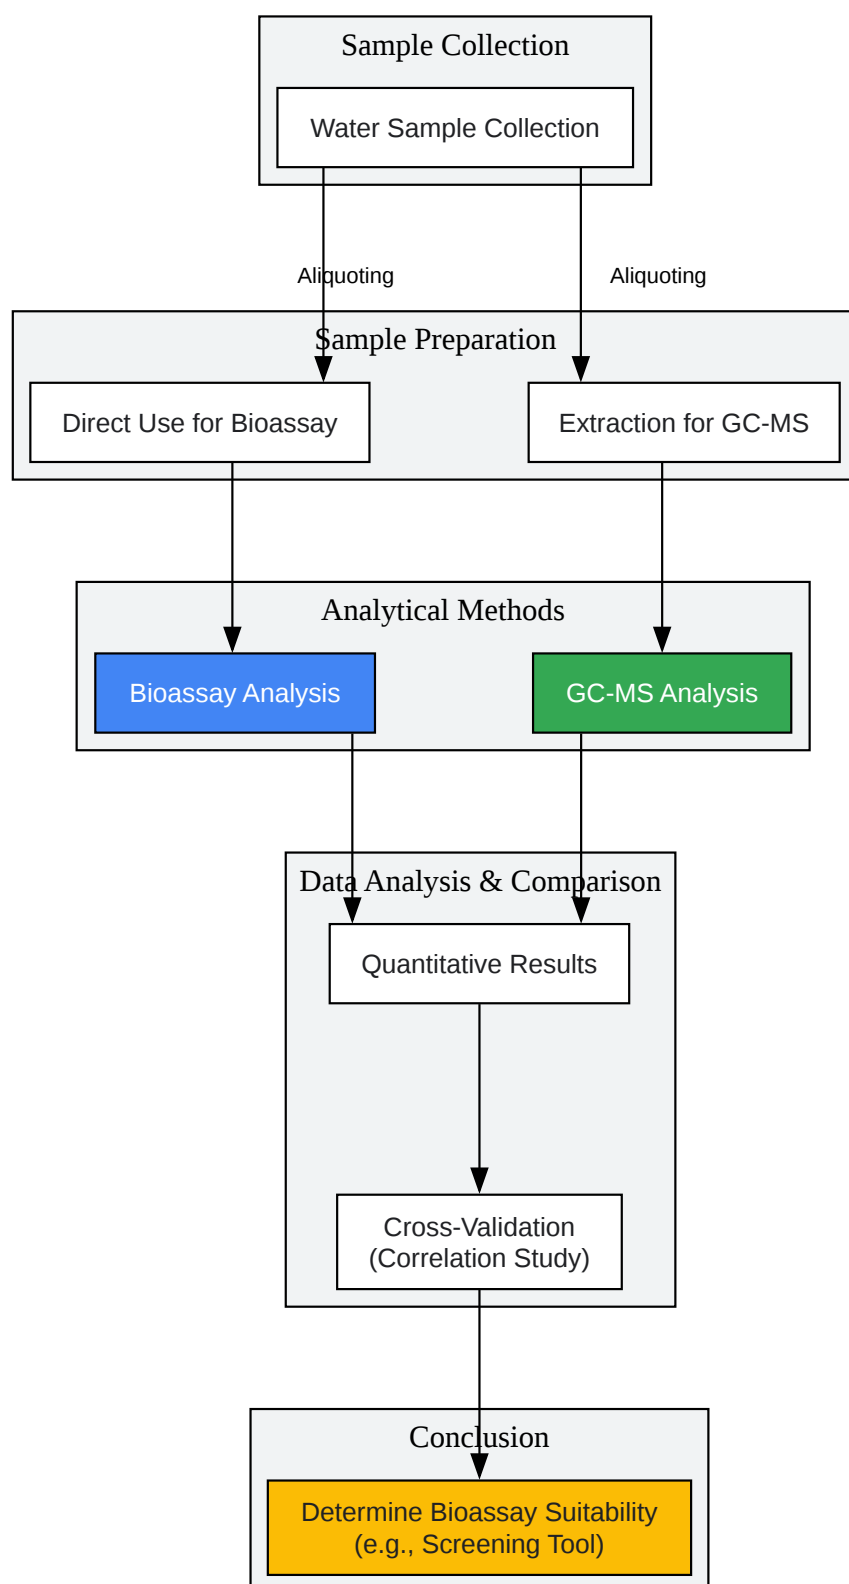 Sample Collection
Water Sample Collection
Aliquoting
Aliquoting
Sample Preparation
Direct Use for Bioassay
Extraction for GC-MS
Analytical Methods
Bioassay Analysis
GC-MS Analysis
Data Analysis & Comparison
Quantitative Results
Cross-Validation
(Correlation Study)
Conclusion
Determine Bioassay Suitability
(e.g., Screening Tool)